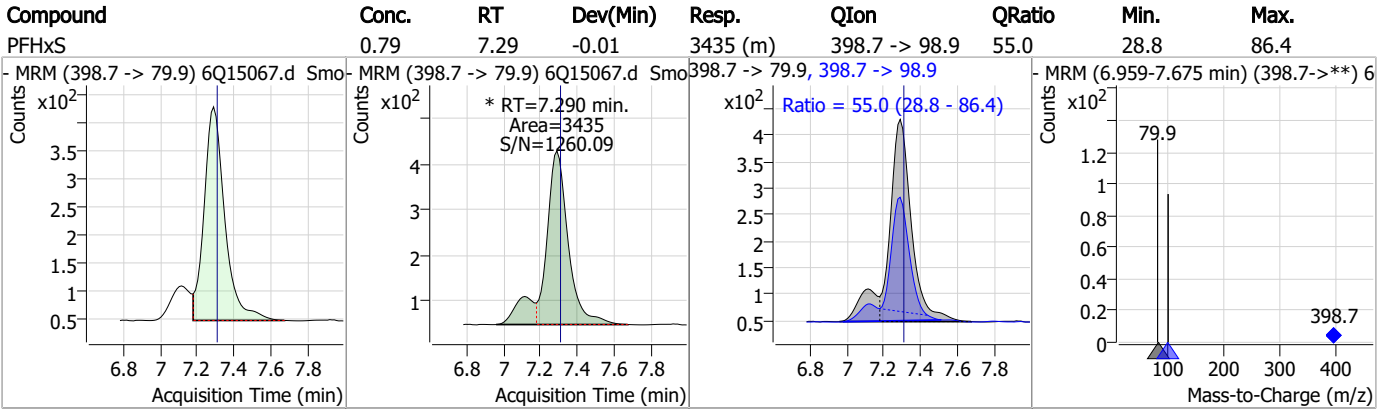 Compound Conc. RT Dev(Min) Resp. QIon QRatio Min. Max.
PFHxS 0.79 7.29 -0.01 3435 (m) 398.7 -> 98.9 55.0 28.8 86.4
- MRM (398.7 -> 79.9) 6Q15067.d Smo
Counts
x10²
3.5
3
2.5
2
1.5
1
0.5
6.8 7 7.2 7.4 7.6 7.8
Acquisition Time (min)
- MRM (398.7 -> 79.9) 6Q15067.d Smo
Counts
x10²
* RT=7.290 min.
Area=3435
S/N=1260.09
4
3
2
1
6.8 7 7.2 7.4 7.6 7.8
Acquisition Time (min)
398.7 -> 79.9, 398.7 -> 98.9
Counts
x10²
Ratio = 55.0 (28.8 - 86.4)
4
3.5
3
2.5
2
1.5
1
0.5
6.8 7 7.2 7.4 7.6 7.8
Acquisition Time (min)
- MRM (6.959-7.675 min) (398.7->**) 6
Counts
x10²
79.9
1.2
1
0.8
0.6
0.4
0.2
0
398.7
100 200 300 400
Mass-to-Charge (m/z)